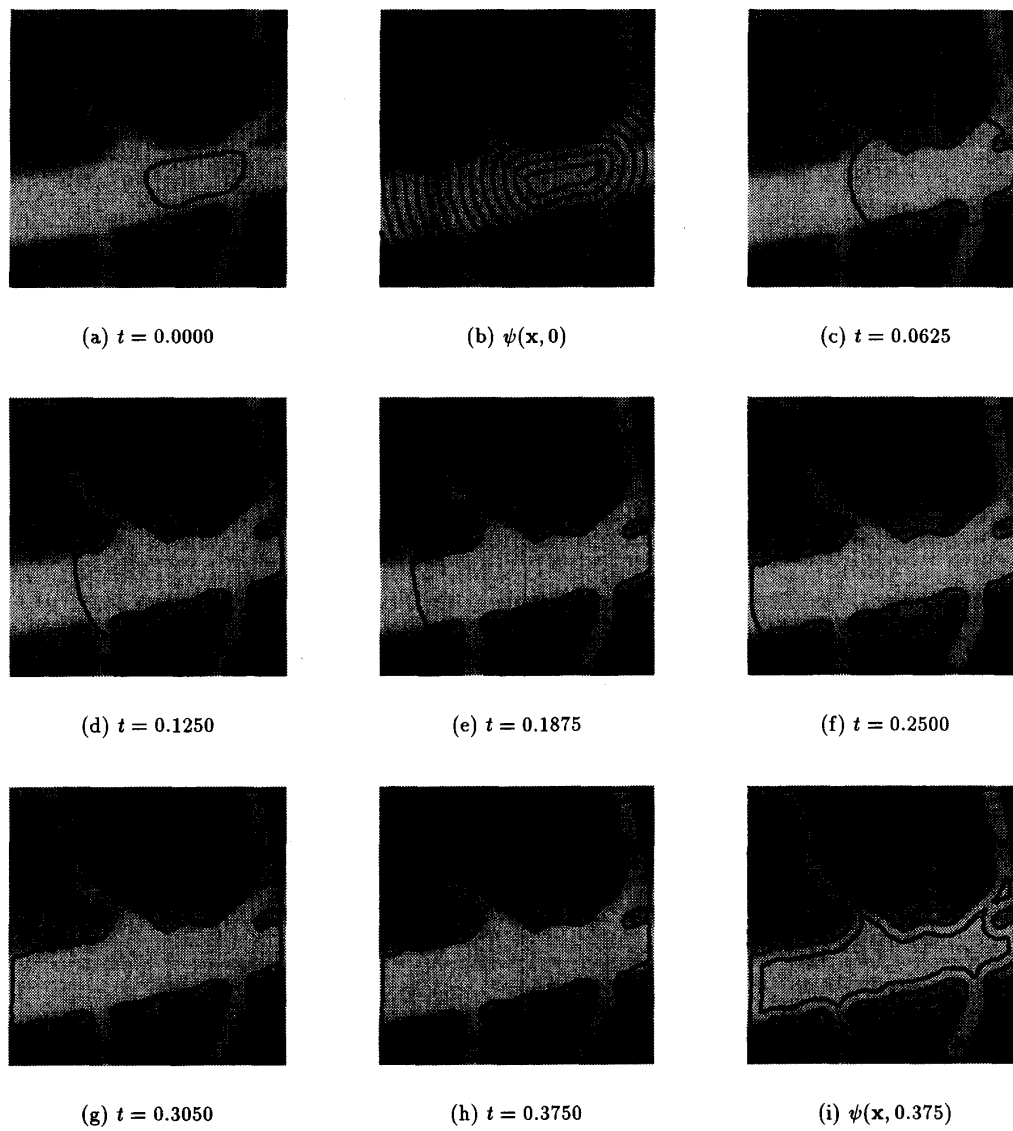 (a) t = 0.0000
(b) ψ(x, 0)
(c) t = 0.0625
(d) t = 0.1250
(e) t = 0.1875
(f) t = 0.2500
(g) t = 0.3050
(h) t = 0.3750
(i) ψ(x, 0.375)